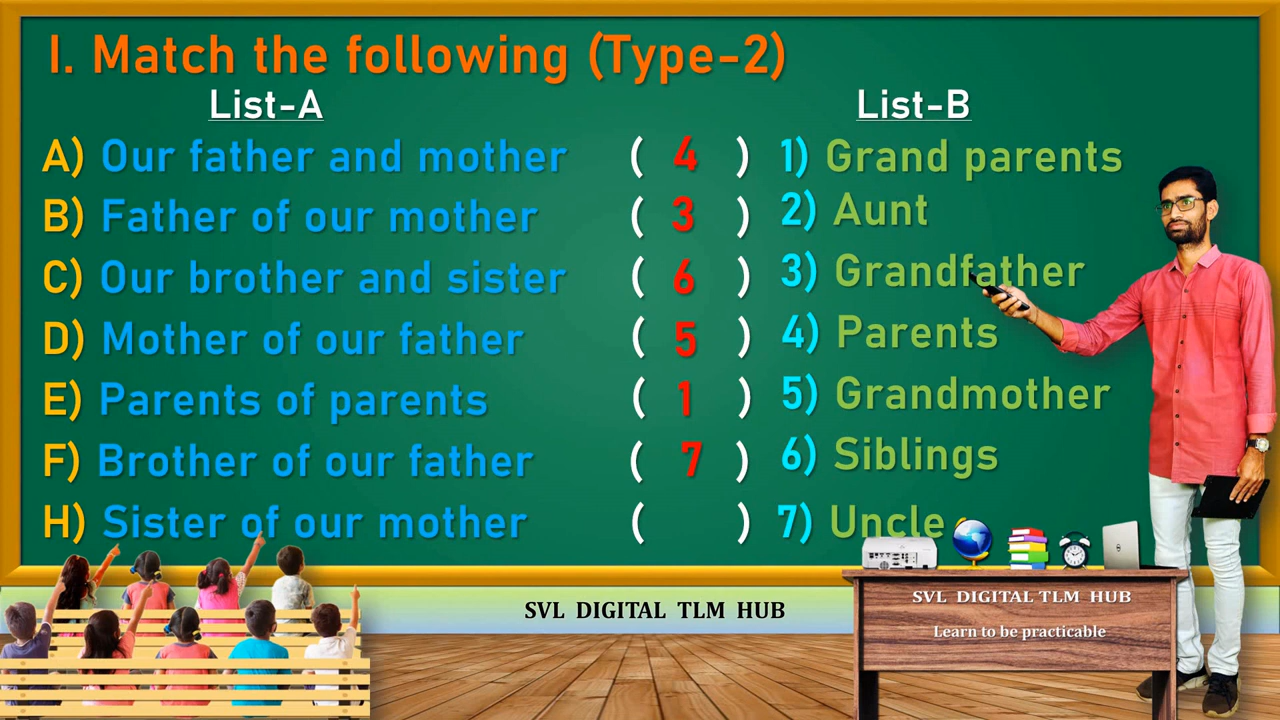 I. Match the following (Type-2)
List-A List-B
A) Our father and mother ( 4 ) 1) Grand parents
B) Father of our mother ( 3 ) 2) Aunt
C) Our brother and sister ( 6 ) 3) Grandfather
D) Mother of our father ( 5 ) 4) Parents
E) Parents of parents ( 1 ) 5) Grandmother
F) Brother of our father ( 7 ) 6) Siblings
H) Sister of our mother ( ) 7) Uncle
SVL DIGITAL TLM HUB
SVL DIGITAL TLM HUB
Learn to be practicable